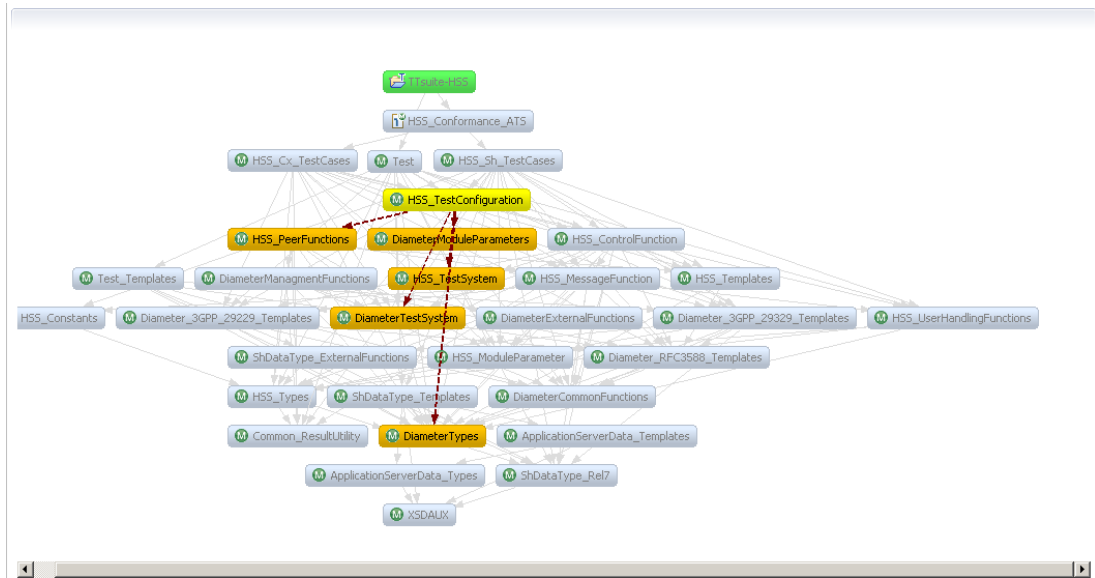 TTsuite-HSS
HSS_Conformance_ATS
HSS_Cx_TestCases
Test
HSS_Sh_TestCases
HSS_TestConfiguration
HSS_PeerFunctions
DiameterModuleParameters
HSS_ControlFunction
Test_Templates
DiameterManagmentFunctions
HSS_TestSystem
HSS_MessageFunction
HSS_Templates
HSS_Constants
Diameter_3GPP_29229_Templates
DiameterTestSystem
DiameterExternalFunctions
Diameter_3GPP_29329_Templates
HSS_UserHandlingFunctions
ShDataType_ExternalFunctions
HSS_ModuleParameter
Diameter_RFC3588_Templates
HSS_Types
ShDataType_Templates
DiameterCommonFunctions
Common_ResultUtility
DiameterTypes
ApplicationServerData_Templates
ApplicationServerData_Types
ShDataType_Rel7
XSDAUX